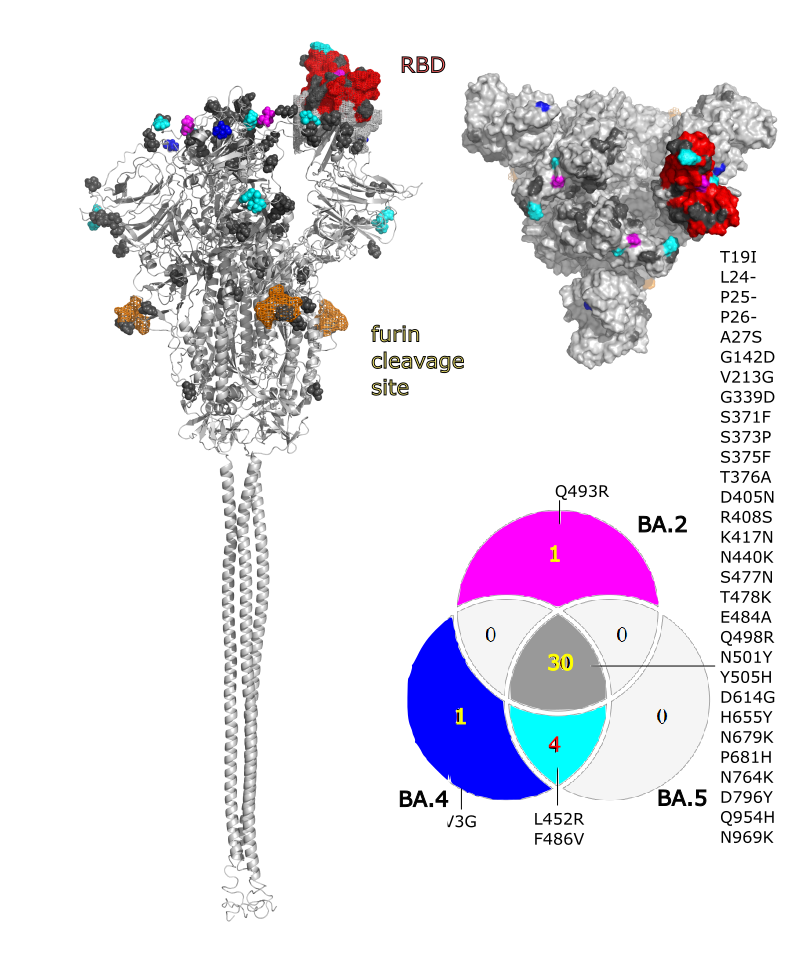 RBD
furin
cleavage
site
T19I
L24-
P25-
P26-
A27S
G142D
V213G
G339D
S371F
S373P
S375F
T376A
D405N
R408S
K417N
N440K
S477N
T478K
E484A
Q498R
N501Y
Y505H
D614G
H655Y
N679K
P681H
N764K
D796Y
Q954H
N969K
Q493R
BA.2
1
0
0
30
1
0
4
BA.4
BA.5
V3G
L452R
F486V